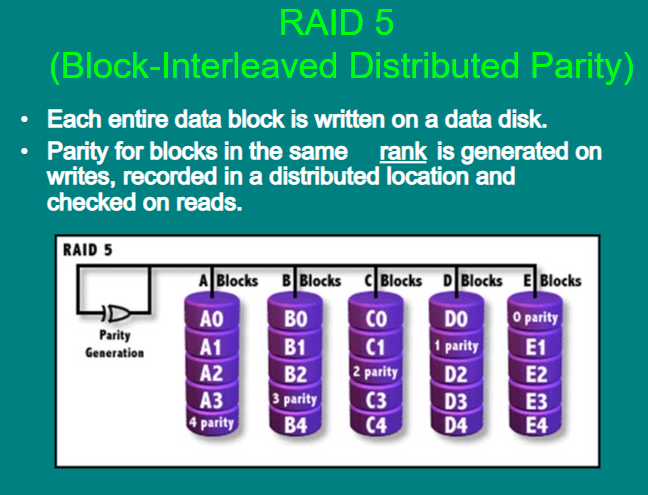 RAID 5
(Block-Interleaved Distributed Parity)
• Each entire data block is written on a data disk.
• Parity for blocks in the same rank is generated on
writes, recorded in a distributed location and
checked on reads.
RAID 5
A Blocks B Blocks C Blocks D Blocks E Blocks
A0 B0 C0 D0 0 parity
A1 B1 C1 1 parity E1
A2 B2 2 parity D2 E2
A3 3 parity C3 D3 E3
4 parity B4 C4 D4 E4
Parity
Generation